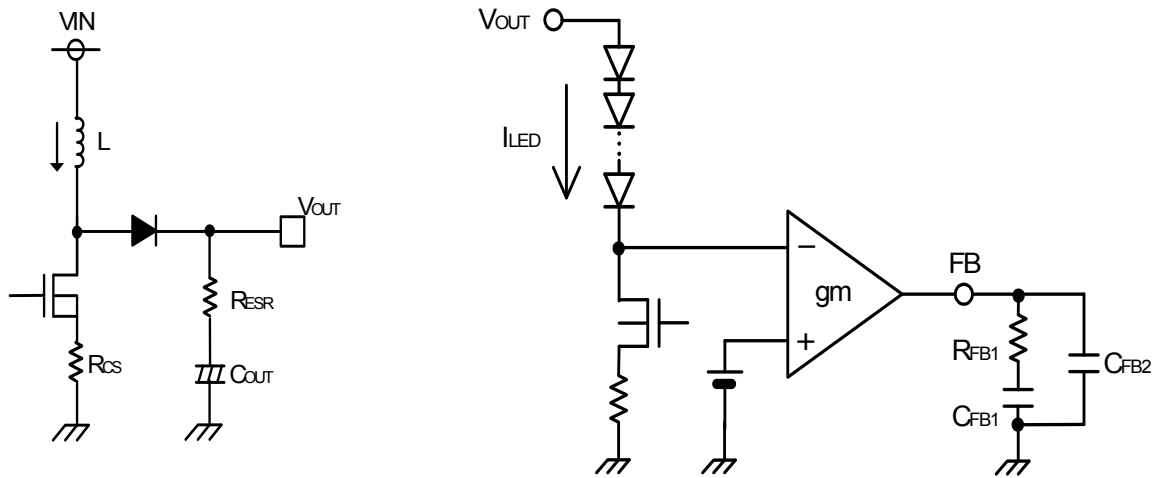 VIN
L
VOUT
RESR
RCS
COUT
VOUT
ILED
−
gm
+
FB
RFB1
CFB2
CFB1